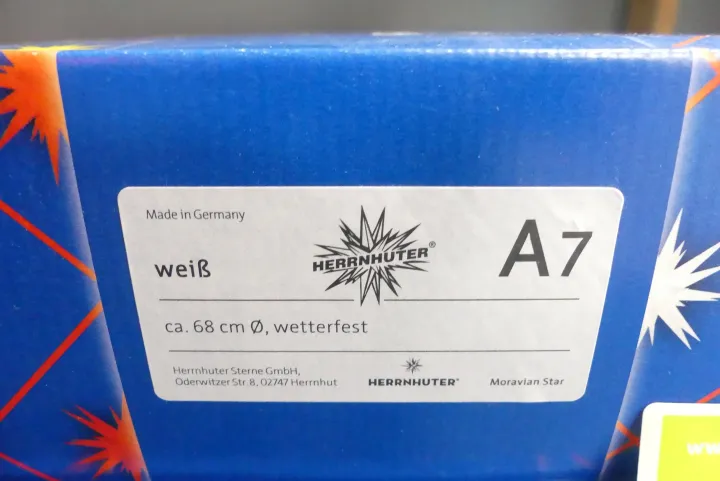 Made in Germany
weiß
HERRNHUTER®
A7
ca. 68 cm Ø, wetterfest
Herrnhuter Sterne GmbH,
Oderwitzer Str. 8, 02747 Herrnhut
HERRNHUTER®
Moravian Star